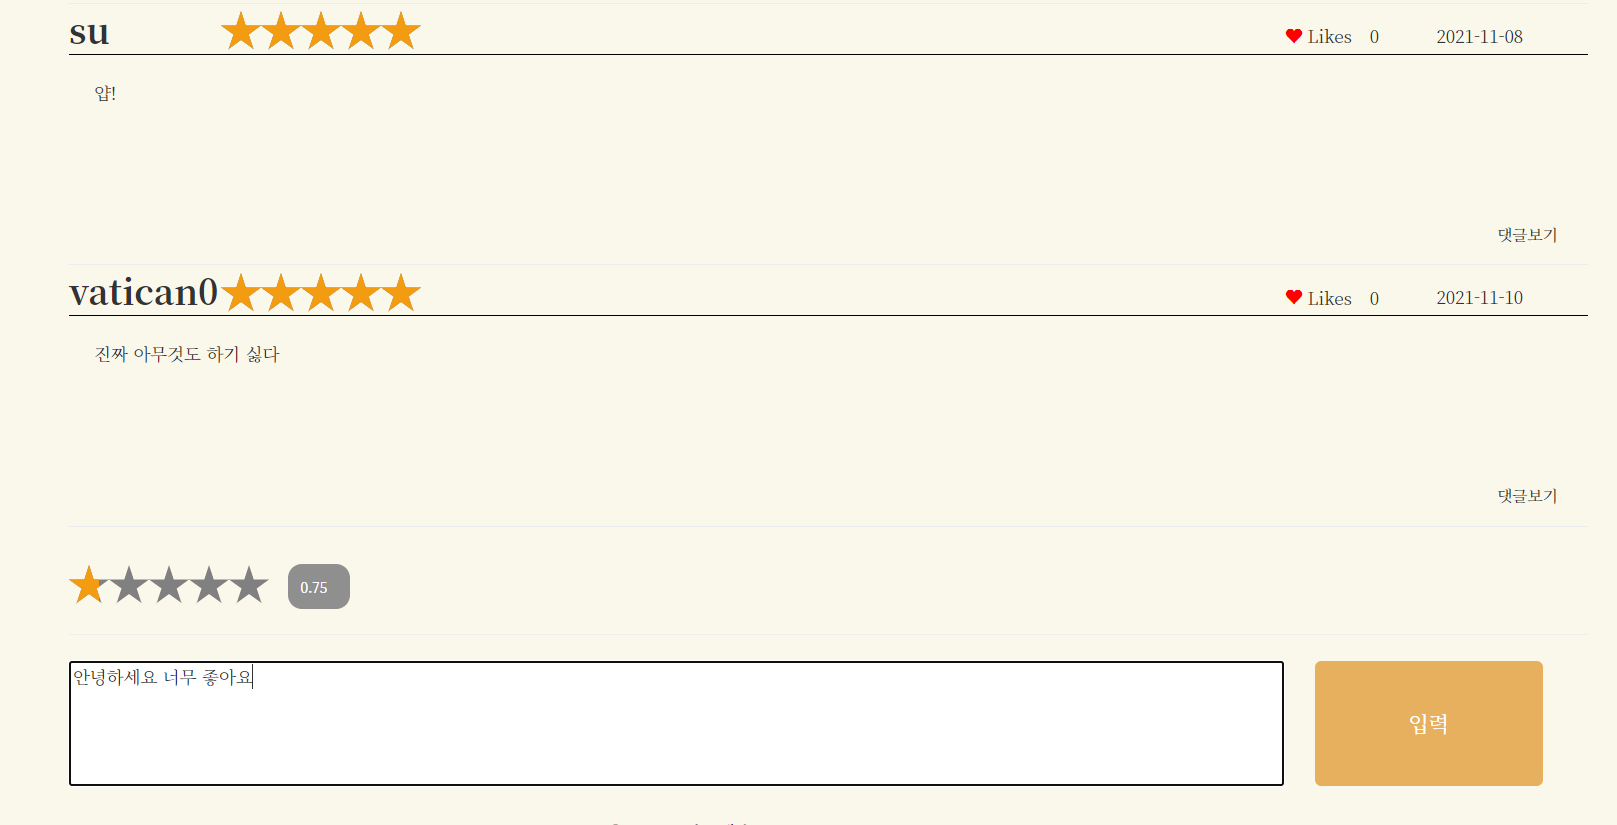 su ★★★★★ ♥ Likes 0 2021-11-08
얍!
댓글보기
vatican0 ★★★★★ ♥ Likes 0 2021-11-10
진짜 아무것도 하기 싫다
댓글보기
★★★★★ 0.75
안녕하세요 너무 좋아요
입력